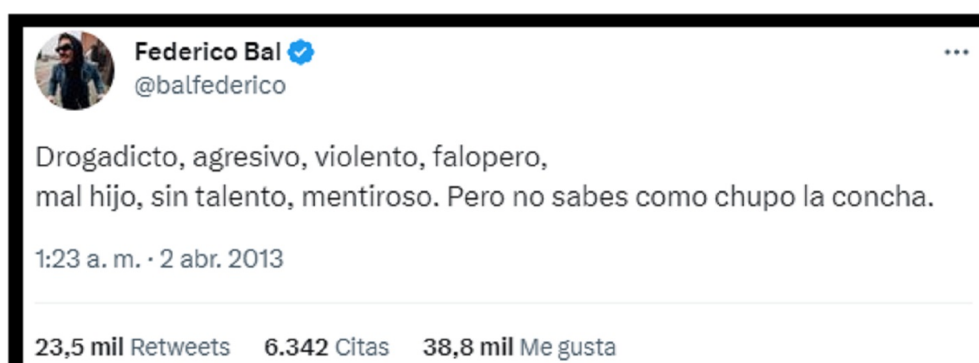 Federico Bal
@balfederico
Drogadicto, agresivo, violento, falopero,
mal hijo, sin talento, mentiroso. Pero no sabes como chupo la concha.
1:23 a. m. · 2 abr. 2013
23,5 mil Retweets 6.342 Citas 38,8 mil Me gusta